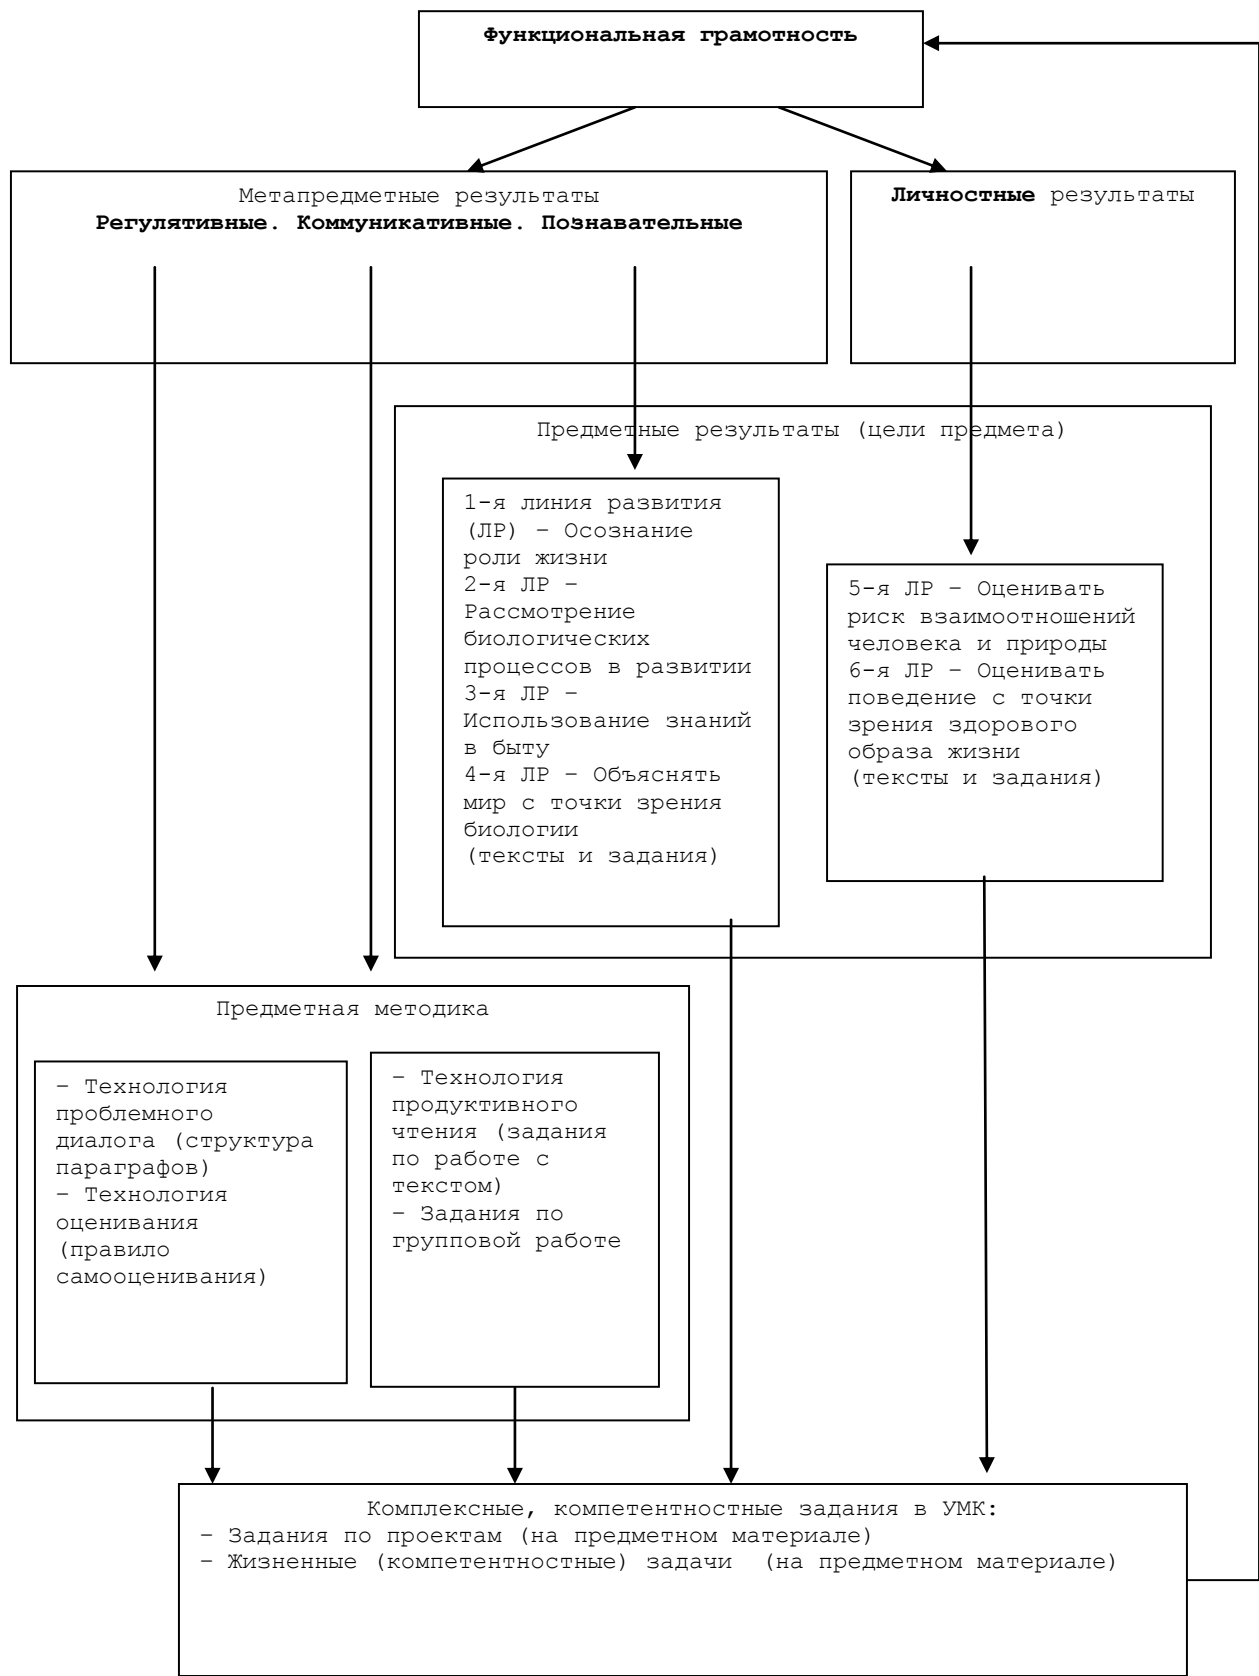 Функциональная грамотность
Метапредметные результаты
Регулятивные. Коммуникативные. Познавательные
Личностные результаты
Предметные результаты (цели предмета)
1-я линия развития
(ЛР) – Осознание
роли жизни
2-я ЛР –
Рассмотрение
биологических
процессов в развитии
3-я ЛР –
Использование знаний
в быту
4-я ЛР – Объяснять
мир с точки зрения
биологии
(тексты и задания)
5-я ЛР – Оценивать
риск взаимоотношений
человека и природы
6-я ЛР – Оценивать
поведение с точки
зрения здорового
образа жизни
(тексты и задания)
Предметная методика
– Технология
проблемного
диалога (структура
параграфов)
– Технология
оценивания
(правило
самооценивания)
– Технология
продуктивного
чтения (задания
по работе с
текстом)
– Задания по
групповой работе
Комплексные, компетентностные задания в УМК:
– Задания по проектам (на предметном материале)
– Жизненные (компетентностные) задачи (на предметном материале)